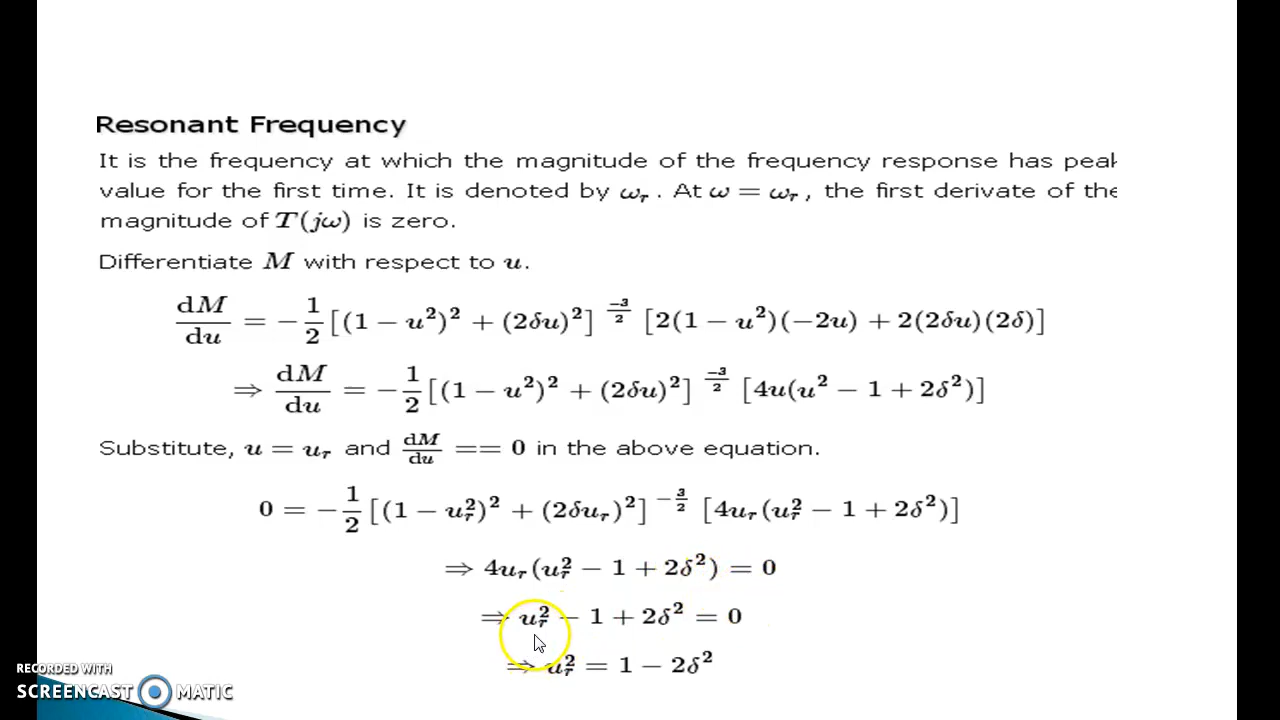 Resonant Frequency
It is the frequency at which the magnitude of the frequency response has peak
value for the first time. It is denoted by ωᵣ. At ω = ωᵣ, the first derivate of the
magnitude of T(jω) is zero.
Differentiate M with respect to u.
dM/du = −1/2 [(1 − u²)² + (2δu)²]^(−3/2) [2(1 − u²)(−2u) + 2(2δu)(2δ)]
⇒ dM/du = −1/2 [(1 − u²)² + (2δu)²]^(−3/2) [4u(u² − 1 + 2δ²)]
Substitute, u = uᵣ and dM/du == 0 in the above equation.
0 = −1/2 [(1 − uᵣ²)² + (2δuᵣ)²]^(−3/2) [4uᵣ(uᵣ² − 1 + 2δ²)]
⇒ 4uᵣ(uᵣ² − 1 + 2δ²) = 0
⇒ uᵣ² − 1 + 2δ² = 0
⇒ uᵣ² = 1 − 2δ²
RECORDED WITH
SCREENCAST MATIC